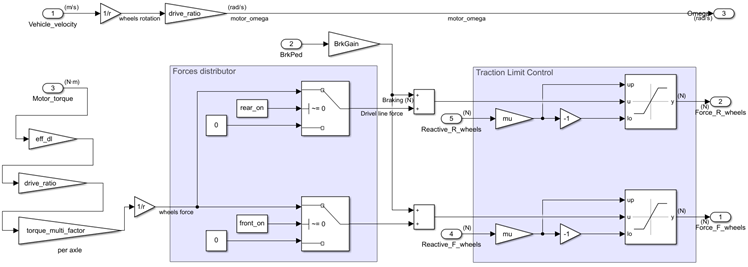 1
(m/s)
Vehicle_velocity
1/r
wheels rotation
drive_ratio
(rad/s)
motor_omega
motor_omega
Omega
(rad/s)
3
2
BrkPed
BrkGain
3
(N·m)
Motor_torque
eff_dl
drive_ratio
torque_multi_factor
per axle
1/r
wheels force
Forces distributor
rear_on
0
~= 0
front_on
0
~= 0
Braking (N)
Drivel line force
+
+
+
+
Traction Limit Control
5
(N)
Reactive_R_wheels
mu
-1
up
u
lo
y
(N)
(N)
2
Force_R_wheels
4
(N)
Reactive_F_wheels
mu
-1
up
u
lo
y
(N)
(N)
1
Force_F_wheels